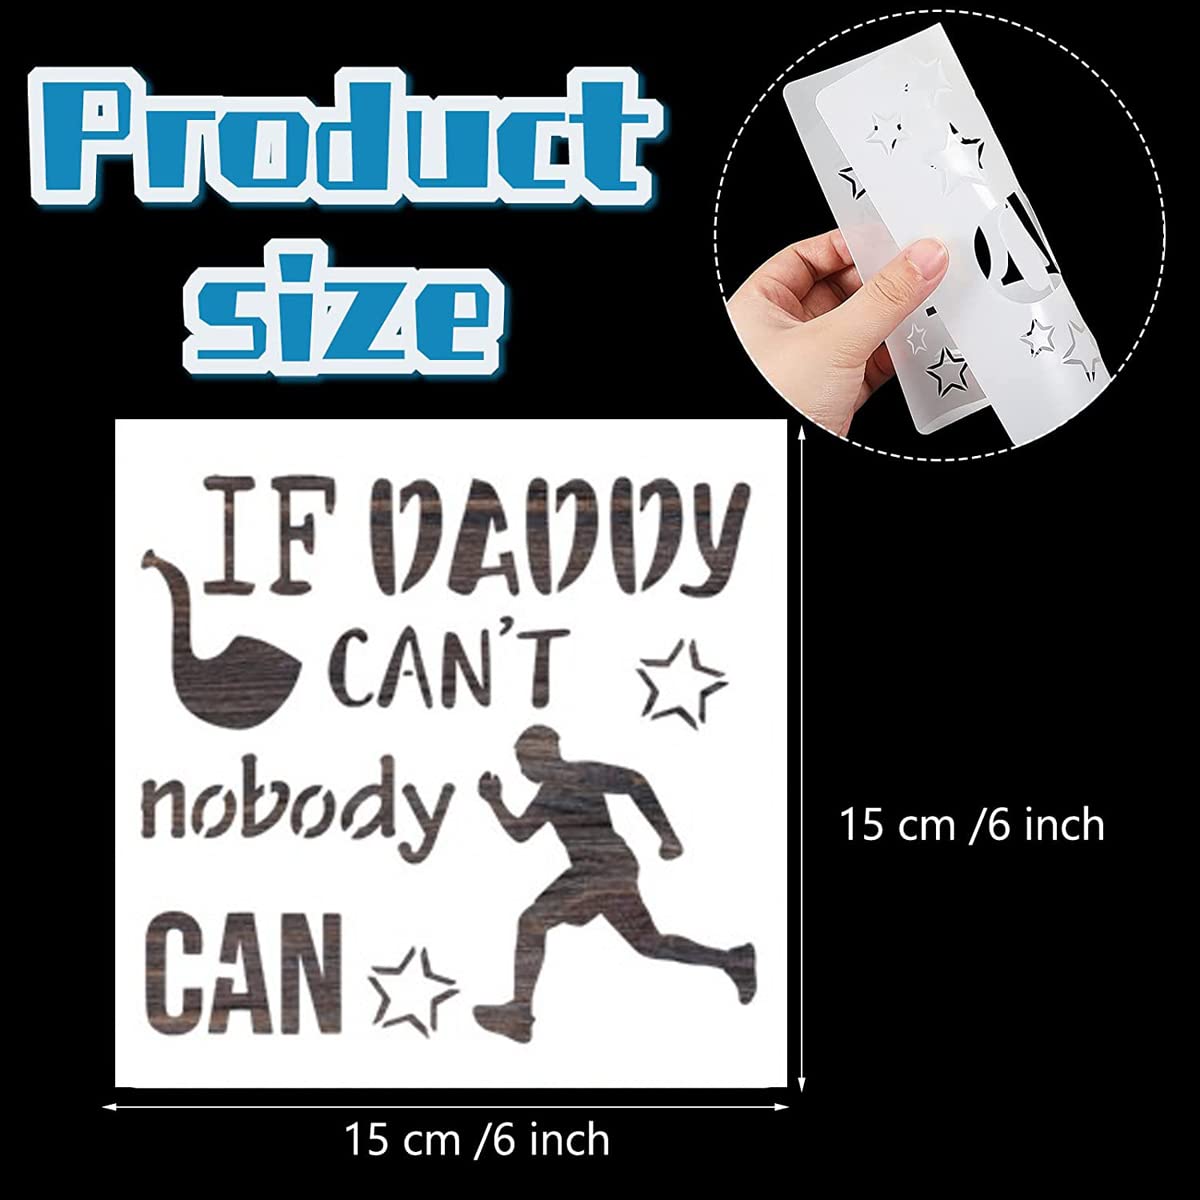 Product
size
IF DADDY
CAN'T
nobody
CAN
15 cm /6 inch
15 cm /6 inch